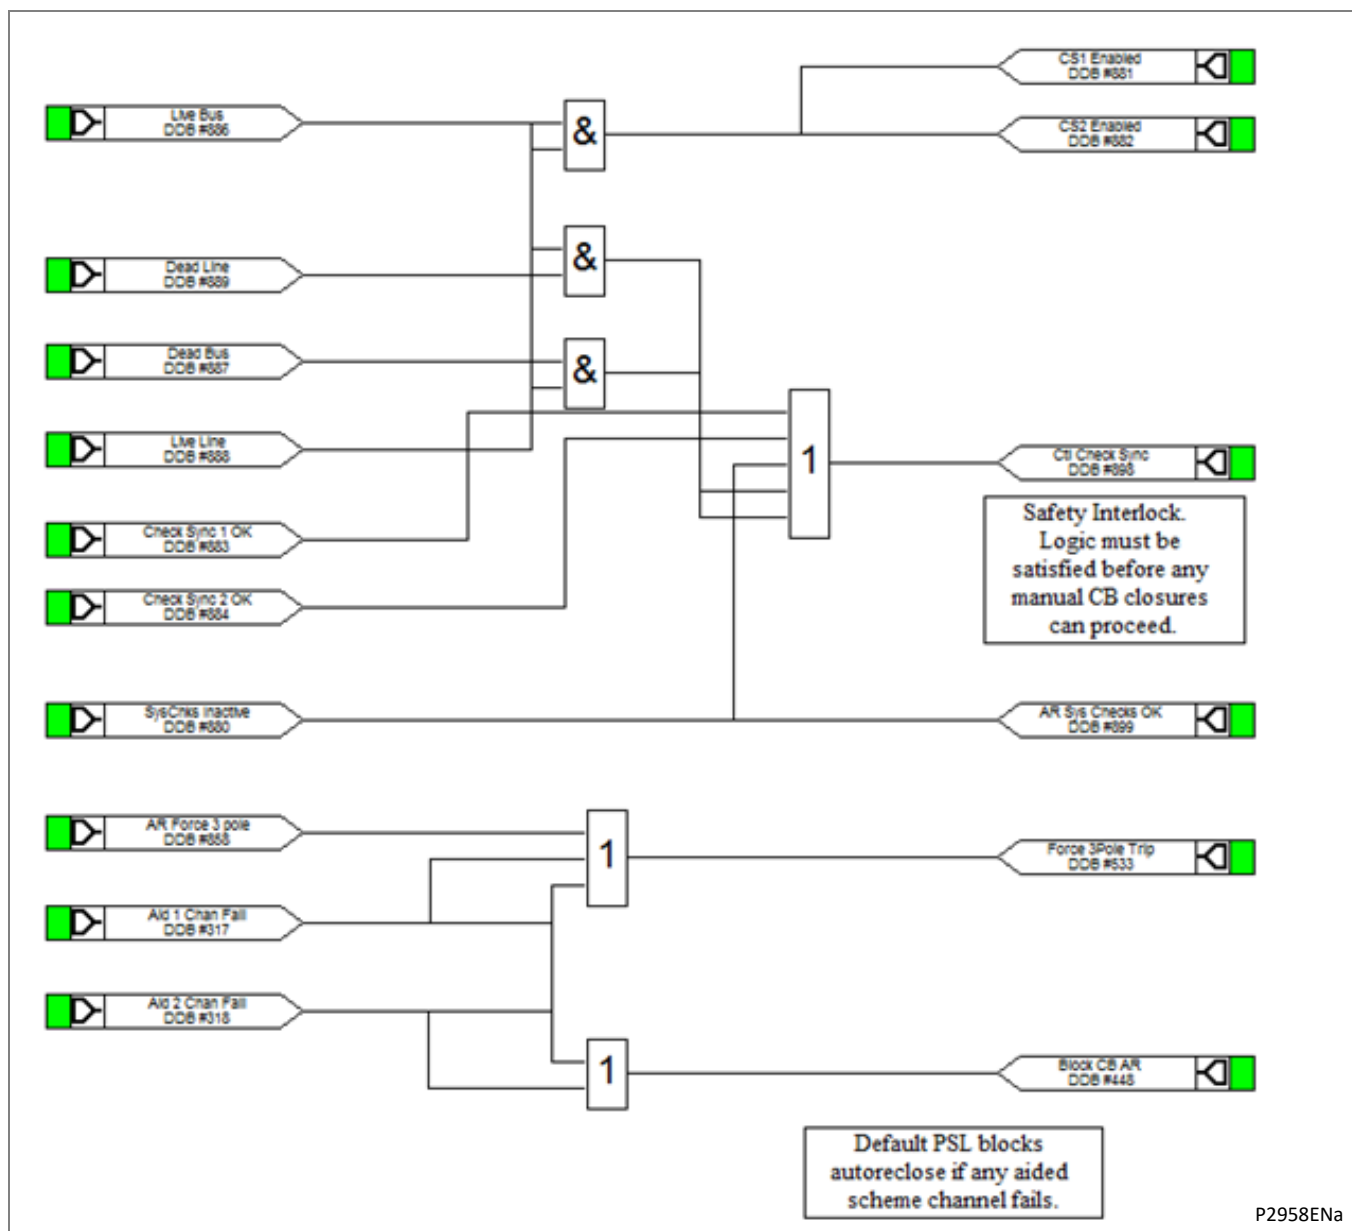 CS1 Enabled
DDB #881
Live Bus
DDB #886
&
CS2 Enabled
DDB #882
Dead Line
DDB #889
&
Dead Bus
DDB #887
&
Live Line
DDB #888
1
Ctl Check Sync
DDB #898
Safety Interlock.
Logic must be
satisfied before any
manual CB closures
can proceed.
Check Sync 1 OK
DDB #883
Check Sync 2 OK
DDB #884
SysChks Inactive
DDB #880
AR Sys Checks OK
DDB #899
AR Force 3 pole
DDB #858
1
Force 3Pole Trip
DDB #533
Aid 1 Chan Fail
DDB #317
Aid 2 Chan Fail
DDB #318
1
Block CB AR
DDB #448
Default PSL blocks
autoreclose if any aided
scheme channel fails.
P2958ENa